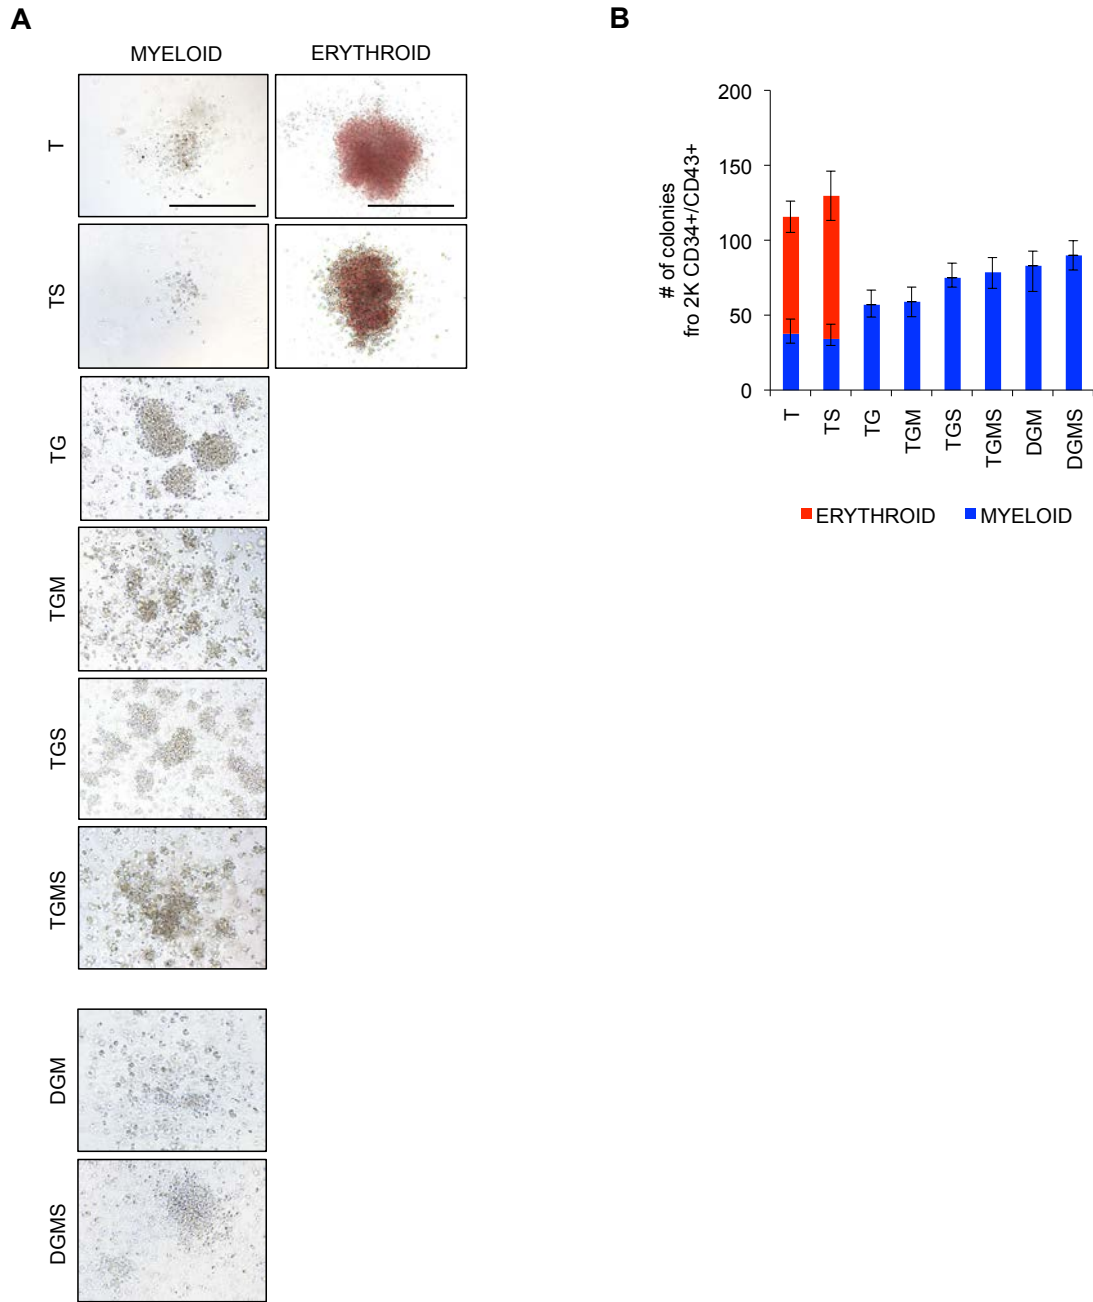 A
MYELOID
ERYTHROID
T
TS
TG
TGM
TGS
TGMS
DGM
DGMS
B
# of colonies
fro 2K CD34+/CD43+
200
150
100
50
0
T
TS
TG
TGM
TGS
TGMS
DGM
DGMS
ERYTHROID
MYELOID